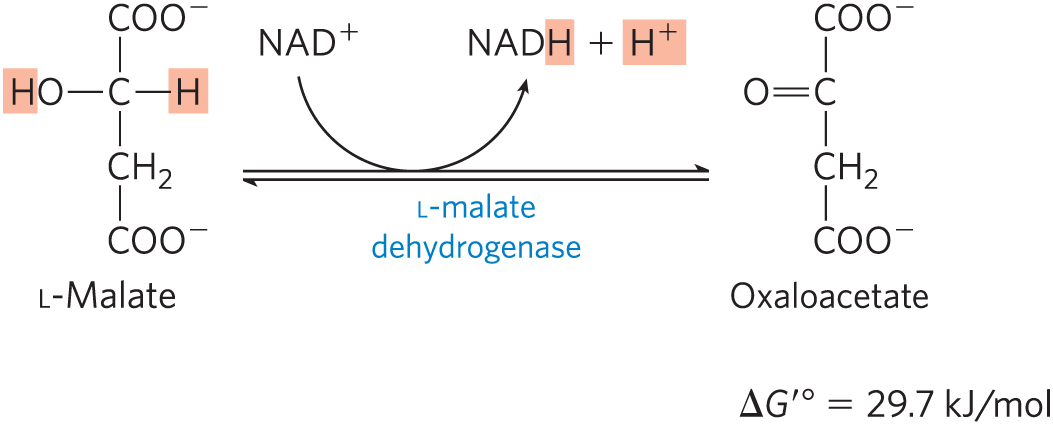 COO⁻
HO—C—H
CH₂
COO⁻
L-Malate
NAD⁺
NADH + H⁺
L-malate
dehydrogenase
COO⁻
O=C
CH₂
COO⁻
Oxaloacetate
ΔG′° = 29.7 kJ/mol